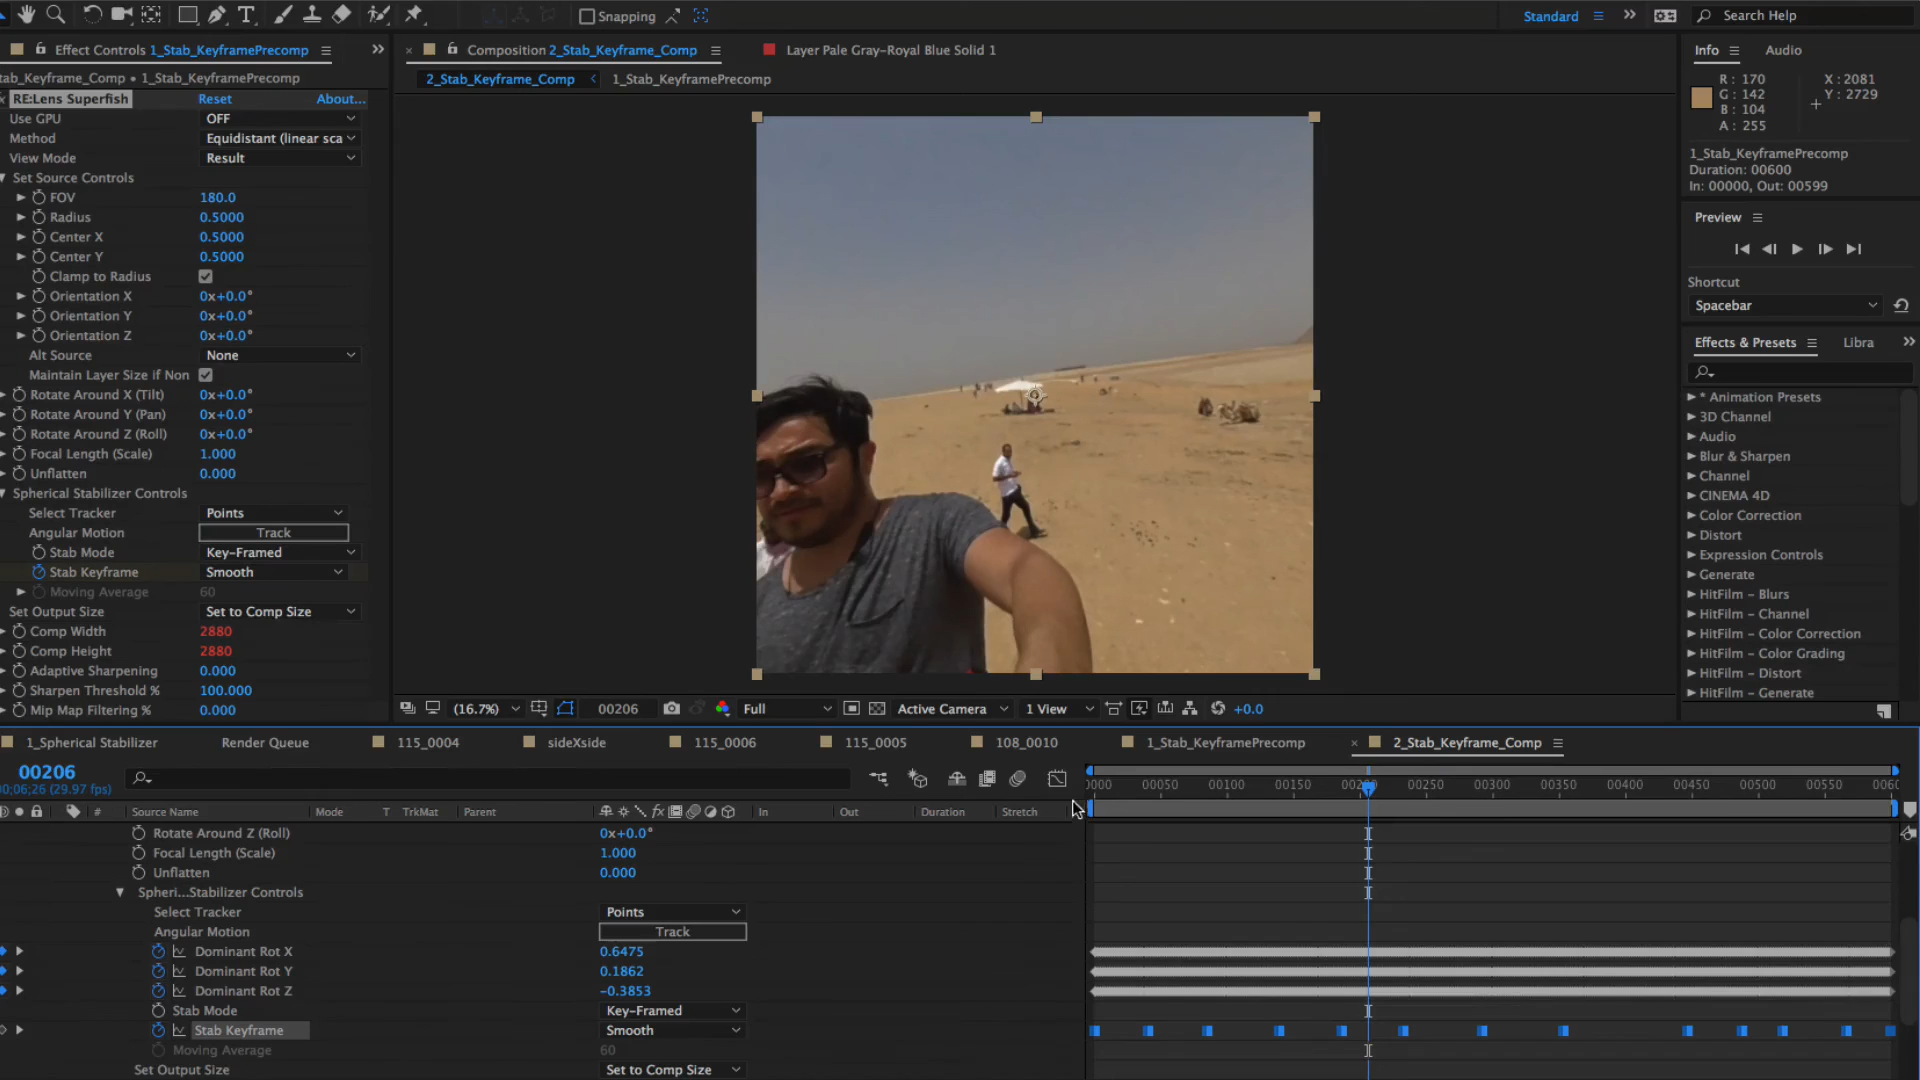 Snapping
Standard
Search Help
Effect Controls 1_Stab_KeyframePrecomp
Composition 2_Stab_Keyframe_Comp
Layer Pale Gray-Royal Blue Solid 1
Info
Audio
tab_Keyframe_Comp • 1_Stab_KeyframePrecomp
2_Stab_Keyframe_Comp
1_Stab_KeyframePrecomp
R : 170
G : 142
B : 104
A : 255
X : 2081
Y : 2729
1_Stab_KeyframePrecomp
Duration: 00600
In: 00000, Out: 00599
Preview
Shortcut
Spacebar
Effects & Presets
Libra
* Animation Presets
3D Channel
Audio
Blur & Sharpen
Channel
CINEMA 4D
Color Correction
Distort
Expression Controls
Generate
HitFilm – Blurs
HitFilm – Channel
HitFilm – Color Correction
HitFilm – Color Grading
HitFilm – Distort
HitFilm – Generate
RE:Lens Superfish Reset About...
Use GPU OFF
Method Equidistant (linear sca
View Mode Result
Set Source Controls
FOV 180.0
Radius 0.5000
Center X 0.5000
Center Y 0.5000
Clamp to Radius
Orientation X 0x+0.0°
Orientation Y 0x+0.0°
Orientation Z 0x+0.0°
Alt Source None
Maintain Layer Size if Non
Rotate Around X (Tilt) 0x+0.0°
Rotate Around Y (Pan) 0x+0.0°
Rotate Around Z (Roll) 0x+0.0°
Focal Length (Scale) 1.000
Unflatten 0.000
Spherical Stabilizer Controls
Select Tracker Points
Angular Motion Track
Stab Mode Key-Framed
Stab Keyframe Smooth
Moving Average 60
Set Output Size Set to Comp Size
Comp Width 2880
Comp Height 2880
Adaptive Sharpening 0.000
Sharpen Threshold % 100.000
Mip Map Filtering % 0.000
(16.7%) 00206 Full Active Camera 1 View +0.0
1_Spherical Stabilizer Render Queue 115_0004 sideXside 115_0006 115_0005 108_0010 1_Stab_KeyframePrecomp 2_Stab_Keyframe_Comp
00206
(29.97 fps)
0000 00050 00100 00150 00250 00300 00350 00400 00450 00500 00550
# Source Name Mode T TrkMat Parent fx In Out Duration Stretch
Rotate Around Z (Roll) 0x+0.0°
Focal Length (Scale) 1.000
Unflatten 0.000
Spheri...Stabilizer Controls
Select Tracker Points
Angular Motion Track
Dominant Rot X 0.6475
Dominant Rot Y 0.1862
Dominant Rot Z −0.3853
Stab Mode Key-Framed
Stab Keyframe Smooth
Moving Average 60
Set Output Size Set to Comp Size